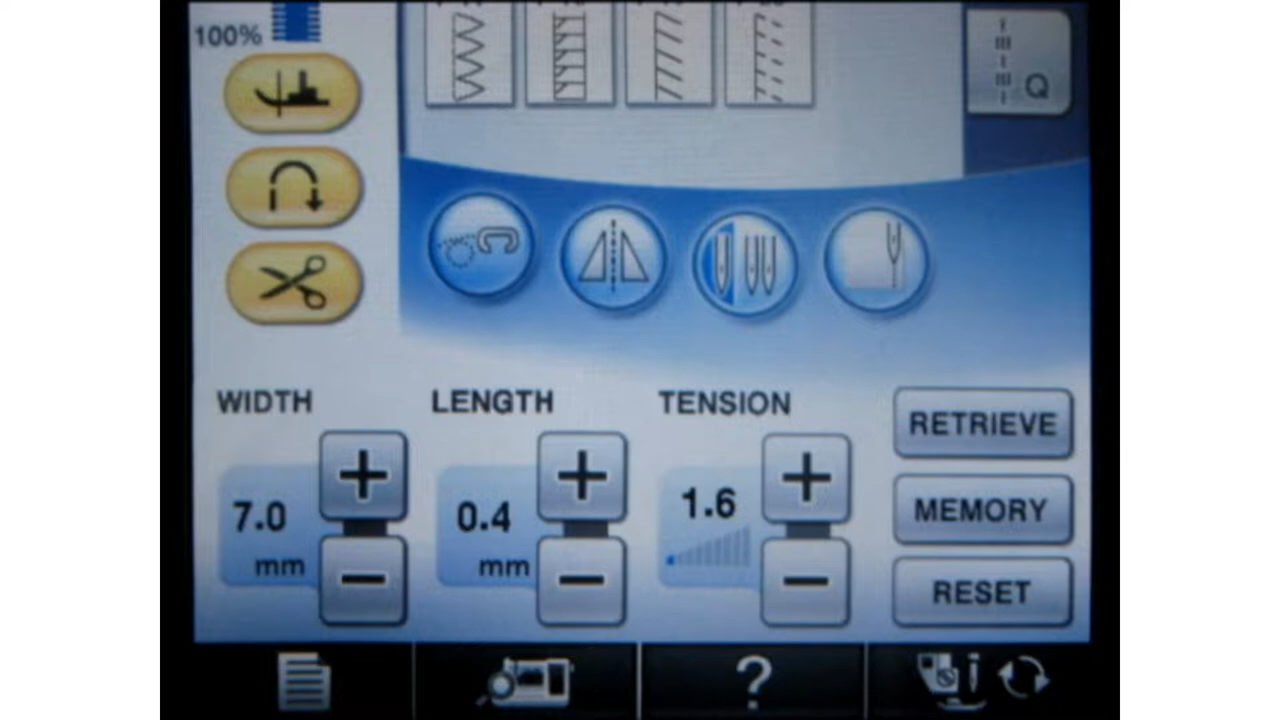 100%
Q
WIDTH
LENGTH
TENSION
RETRIEVE
7.0
mm
0.4
mm
1.6
MEMORY
RESET
?